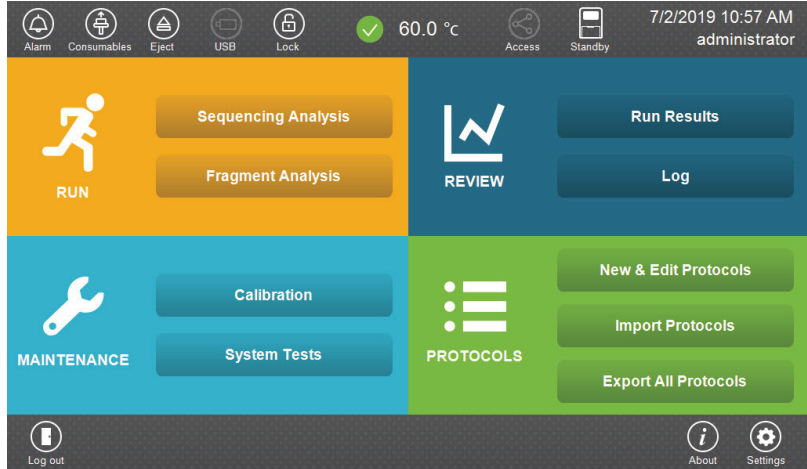 7/2/2019 10:57 AM
60.0 °c
administrator
Alarm Consumables Eject USB Lock Access Standby
Sequencing Analysis
Fragment Analysis
RUN
Run Results
Log
REVIEW
Calibration
System Tests
MAINTENANCE
New & Edit Protocols
Import Protocols
Export All Protocols
PROTOCOLS
Log out About Settings